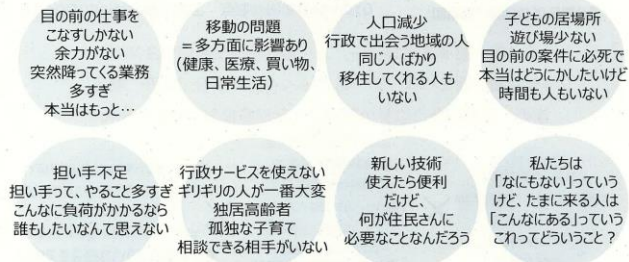 目の前の仕事を
こなすしかない
余力がない
突然降ってくる業務
多すぎ
本当はもっと…
移動の問題
＝多方面に影響あり
（健康、医療、買い物、
日常生活）
人口減少
行政で出会う地域の人
同じ人ばかり
移住してくれる人も
いない
子どもの居場所
遊び場少ない
目の前の案件に必死で
本当はどうにかしたいけど
時間も人もいない
担い手不足
担い手って、やること多すぎ
こんなに負荷がかかるなら
誰もしたいなんて思えない
行政サービスを使えない
ギリギリの人が一番大変
独居高齢者
孤独な子育て
相談できる相手がいない
新しい技術
使えたら便利
だけど、
何が住民さんに
必要なことなんだろう
私たちは
「なにもない」っていう
けど、たまに来る人は
「こんなにある」っていう
これってどういうこと？